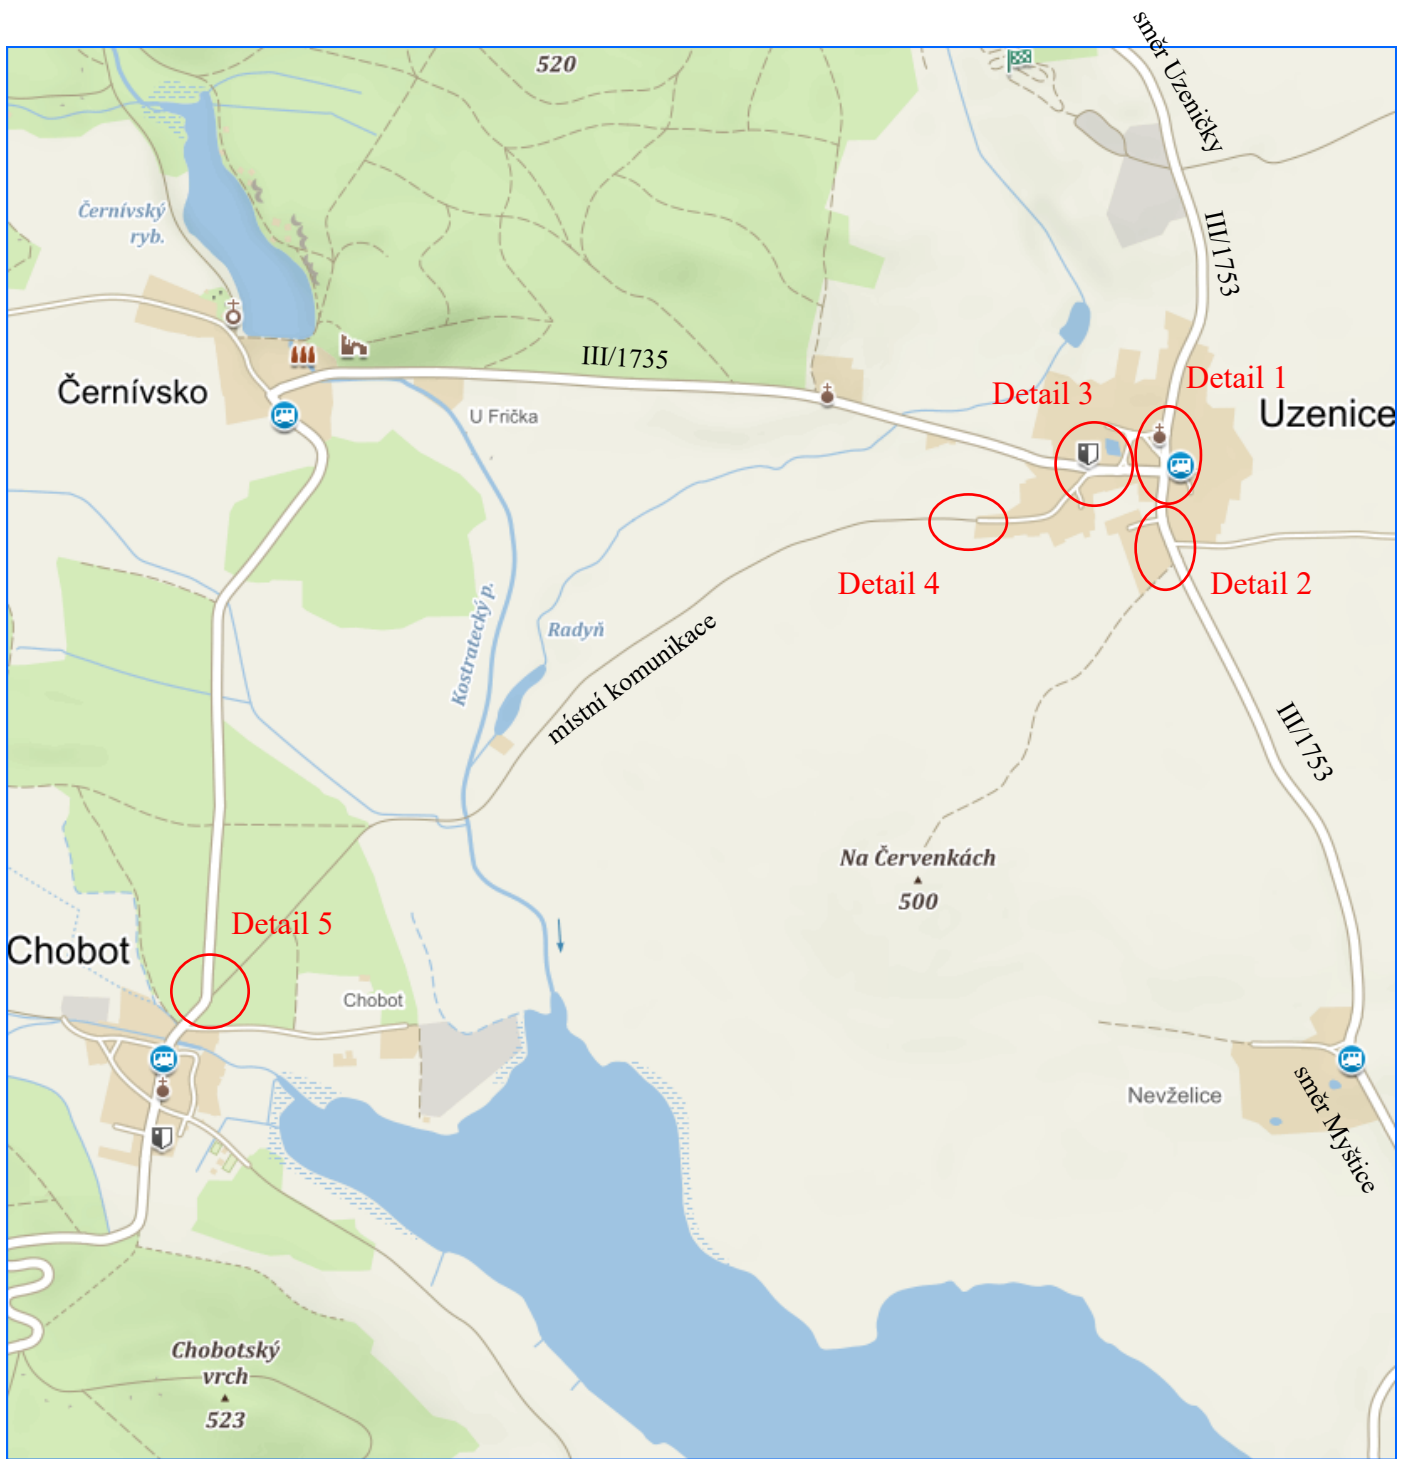 směr Uzeničky
520
Černívský
ryb.
III/1753
III/1735
Detail 1
Detail 3
Černívsko
Uzenice
U Frička
Detail 4
Detail 2
Kostratecký p.
Radyň
místní komunikace
III/1753
Na Červenkách
500
Detail 5
Chobot
Chobot
Nevželice
směr Myštice
Chobotský
vrch
523